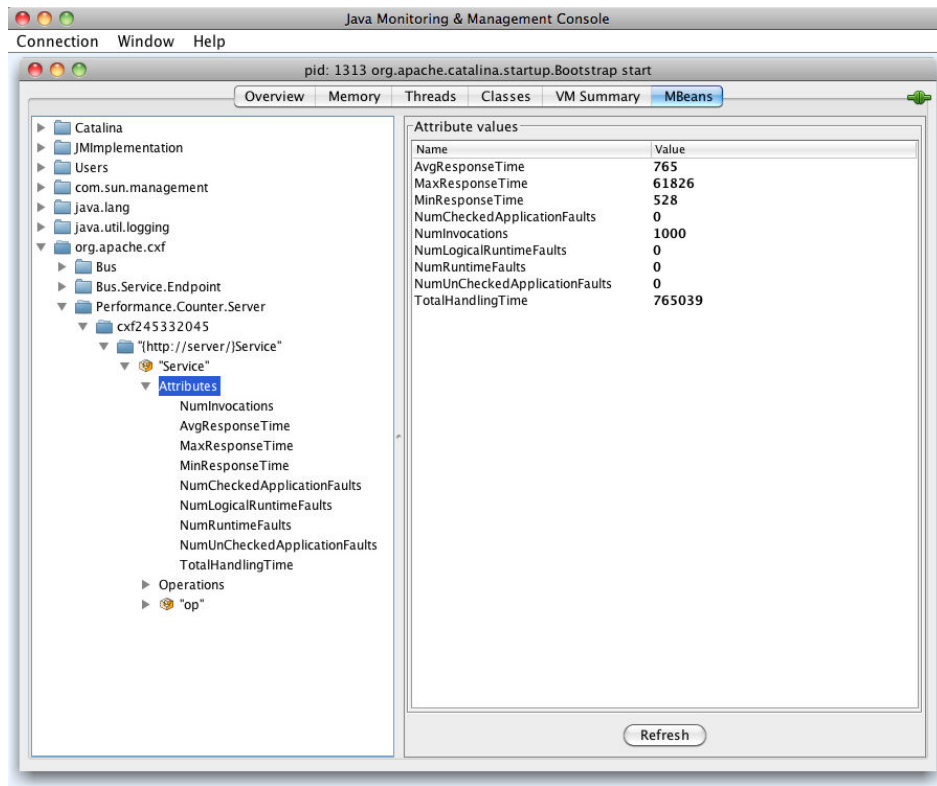 Java Monitoring & Management Console
Connection Window Help
pid: 1313 org.apache.catalina.startup.Bootstrap start
Overview Memory Threads Classes VM Summary MBeans
Catalina
JMImplementation
Users
com.sun.management
java.lang
java.util.logging
org.apache.cxf
Bus
Bus.Service.Endpoint
Performance.Counter.Server
cxf245332045
"{http://server/}Service"
"Service"
Attributes
NumInvocations
AvgResponseTime
MaxResponseTime
MinResponseTime
NumCheckedApplicationFaults
NumLogicalRuntimeFaults
NumRuntimeFaults
NumUnCheckedApplicationFaults
TotalHandlingTime
Operations
"op"
Attribute values
Name Value
AvgResponseTime 765
MaxResponseTime 61826
MinResponseTime 528
NumCheckedApplicationFaults 0
NumInvocations 1000
NumLogicalRuntimeFaults 0
NumRuntimeFaults 0
NumUnCheckedApplicationFaults 0
TotalHandlingTime 765039
Refresh